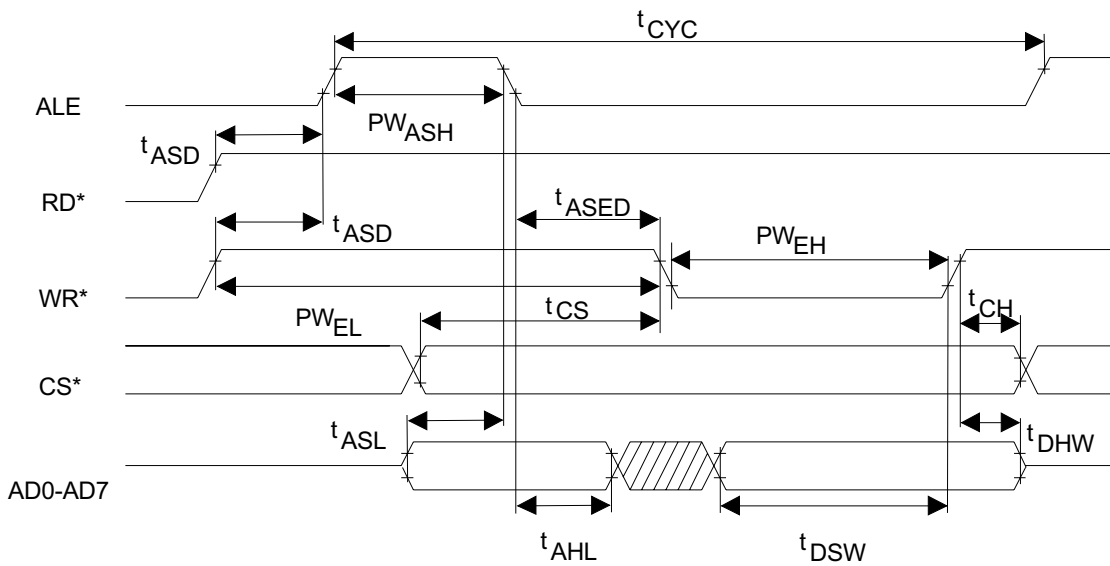 tCYC
ALE
PWASH
tASD
RD*
tASED
tASD
PWEH
WR*
tCS
tCH
PWEL
CS*
tASL
tDHW
AD0-AD7
tAHL
tDSW